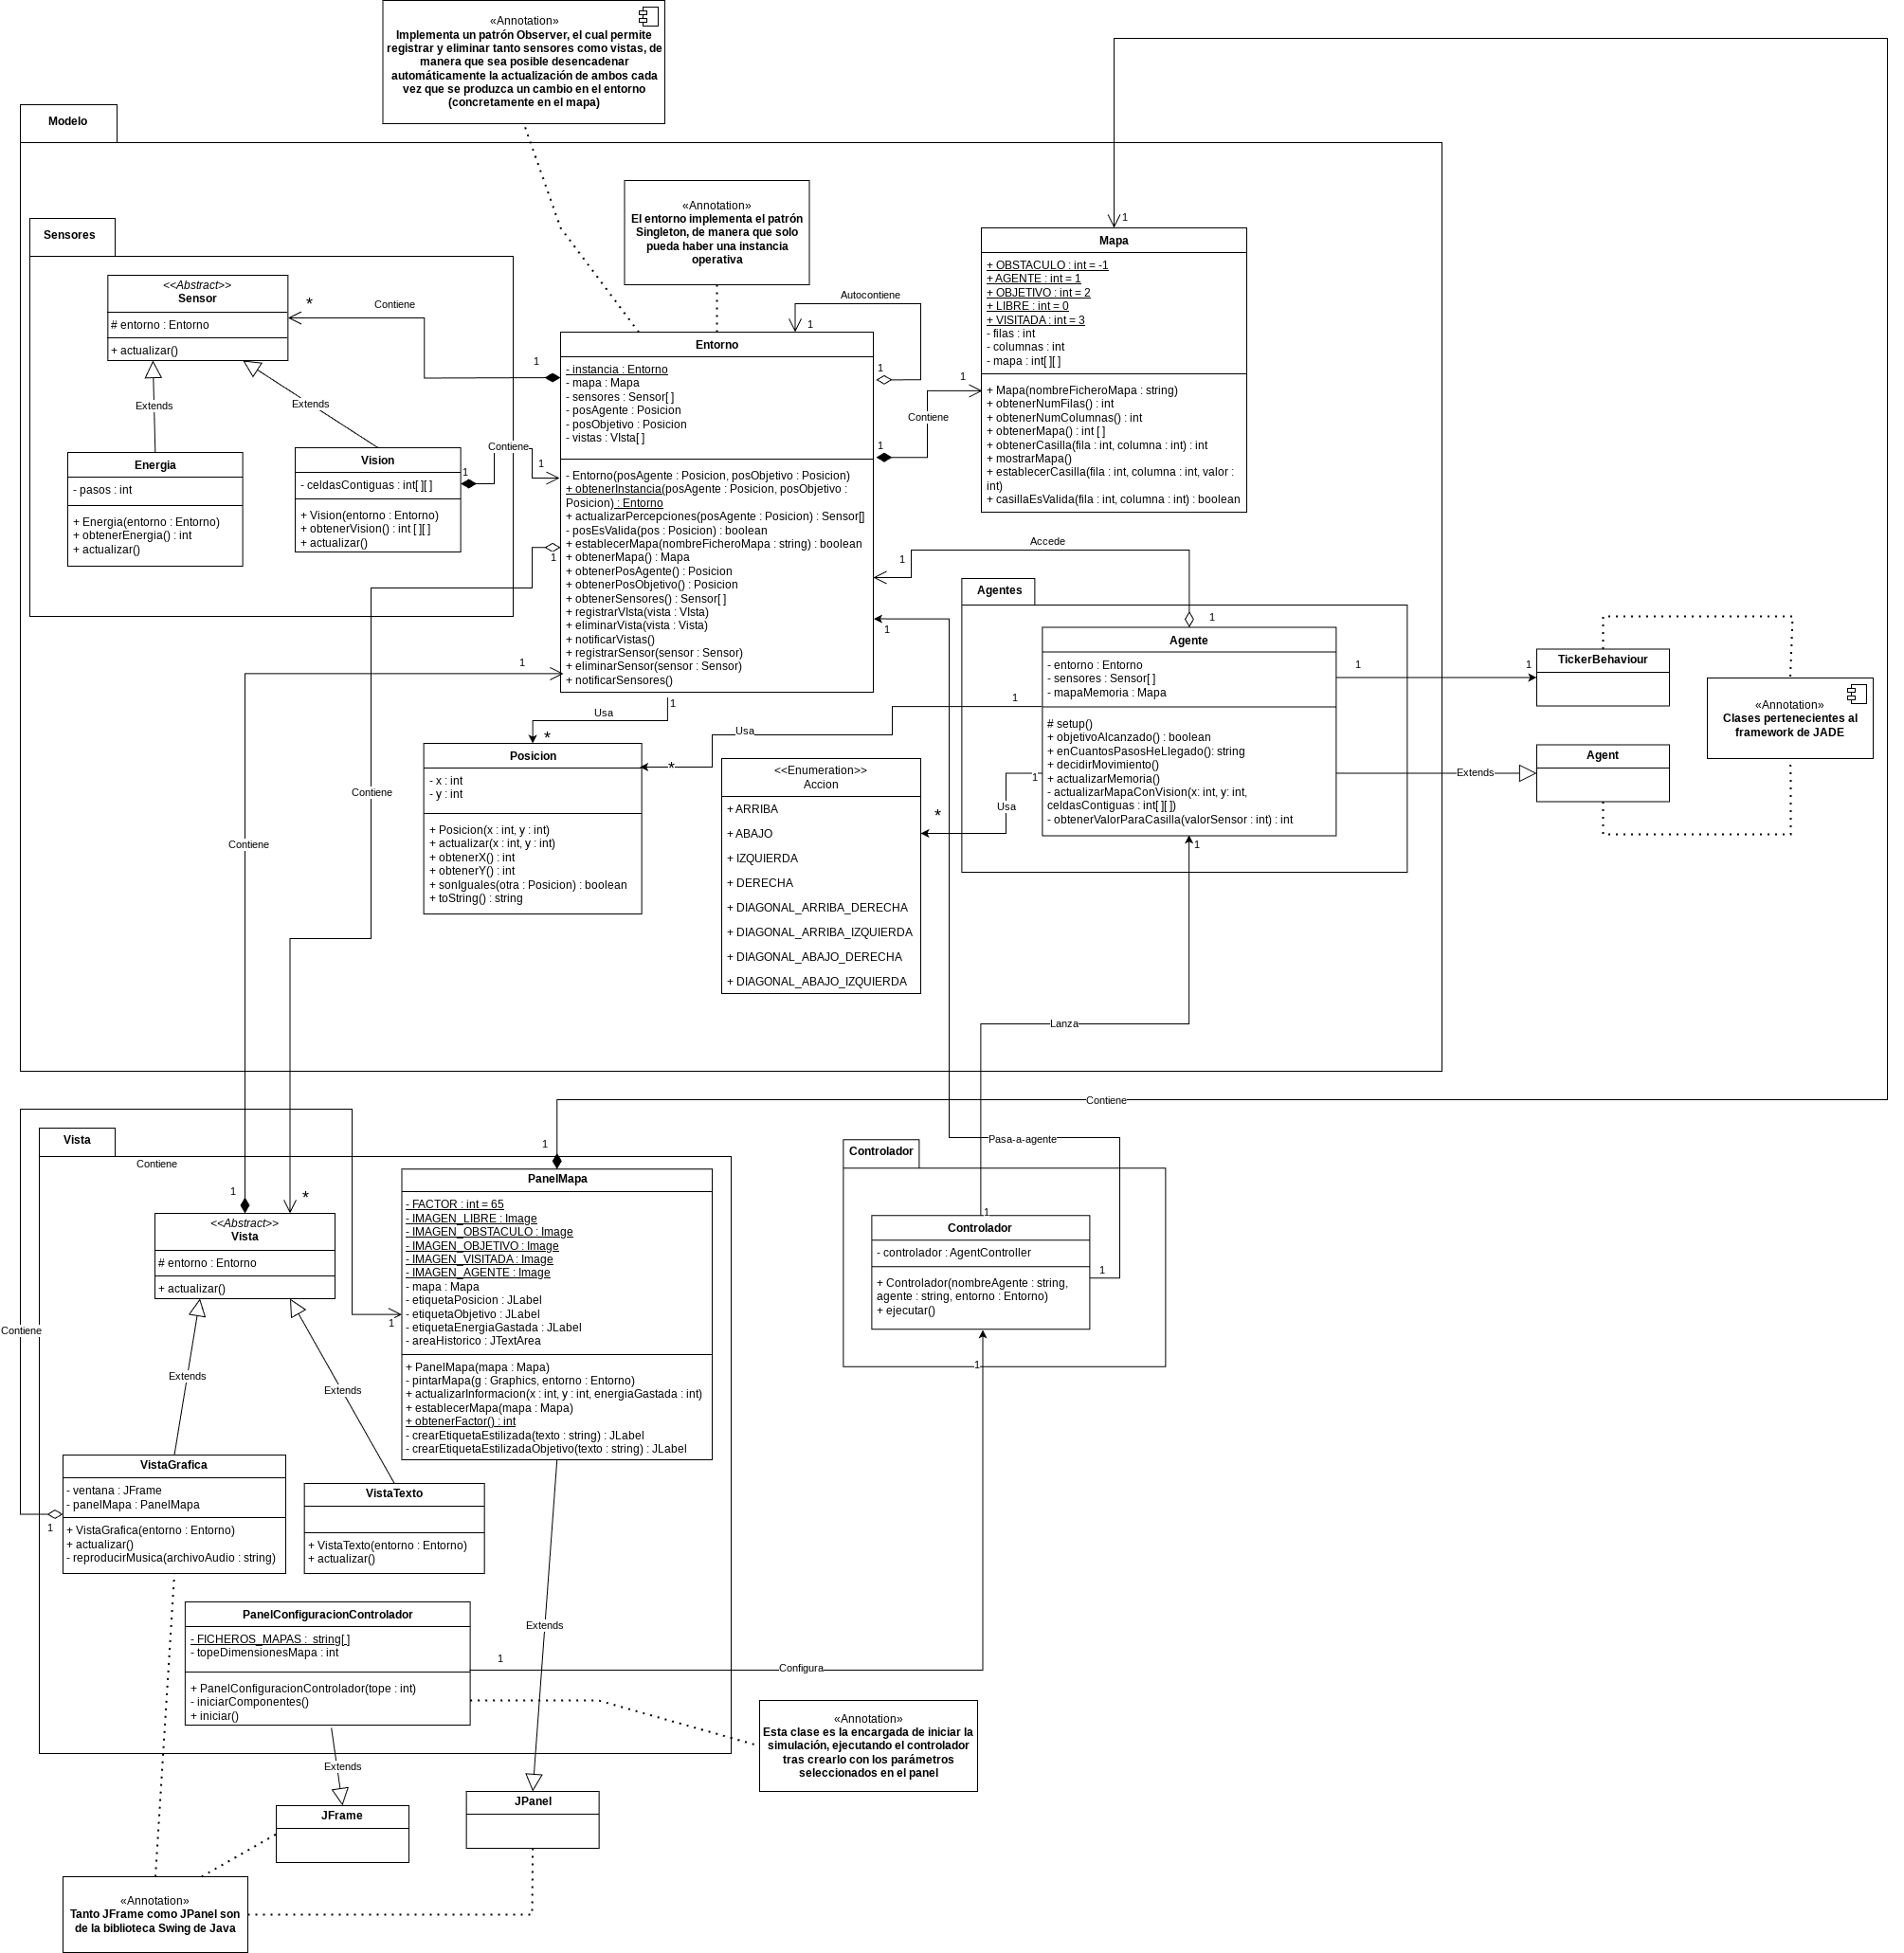 «Annotation»
Implementa un patrón Observer, el cual permite
registrar y eliminar tanto sensores como vistas, de
manera que sea posible desencadenar
automáticamente la actualización de ambos cada
vez que se produzca un cambio en el entorno
(concretamente en el mapa)
Modelo
«Annotation»
El entorno implementa el patrón
Singleton, de manera que solo
pueda haber una instancia
operativa
Sensores
<<Abstract>>
Sensor
# entorno : Entorno
+ actualizar()
*
Contiene
1
Extends
Extends
Energia
- pasos : int
+ Energia(entorno : Entorno)
+ obtenerEnergia() : int
+ actualizar()
Vision
- celdasContiguas : int[ ][ ]
+ Vision(entorno : Entorno)
+ obtenerVision() : int [ ][ ]
+ actualizar()
1
Contiene
1
Autocontiene
1
1
Entorno
- instancia : Entorno
- mapa : Mapa
- sensores : Sensor[ ]
- posAgente : Posicion
- posObjetivo : Posicion
- vistas : VIsta[ ]
- Entorno(posAgente : Posicion, posObjetivo : Posicion)
+ obtenerInstancia(posAgente : Posicion, posObjetivo :
Posicion) : Entorno
+ actualizarPercepciones(posAgente : Posicion) : Sensor[]
- posEsValida(pos : Posicion) : boolean
+ establecerMapa(nombreFicheroMapa : string) : boolean
+ obtenerMapa() : Mapa
+ obtenerPosAgente() : Posicion
+ obtenerPosObjetivo() : Posicion
+ obtenerSensores() : Sensor[ ]
+ registrarVIsta(vista : VIsta)
+ eliminarVista(vista : Vista)
+ notificarVistas()
+ registrarSensor(sensor : Sensor)
+ eliminarSensor(sensor : Sensor)
+ notificarSensores()
1
Contiene
1
1
Mapa
+ OBSTACULO : int = -1
+ AGENTE : int = 1
+ OBJETIVO : int = 2
+ LIBRE : int = 0
+ VISITADA : int = 3
- filas : int
- columnas : int
- mapa : int[ ][ ]
+ Mapa(nombreFicheroMapa : string)
+ obtenerNumFilas() : int
+ obtenerNumColumnas() : int
+ obtenerMapa() : int [ ]
+ obtenerCasilla(fila : int, columna : int) : int
+ mostrarMapa()
+ establecerCasilla(fila : int, columna : int, valor :
int)
+ casillaEsValida(fila : int, columna : int) : boolean
1
Accede
1
1
1
1
Agentes
Agente
- entorno : Entorno
- sensores : Sensor[ ]
- mapaMemoria : Mapa
# setup()
+ objetivoAlcanzado() : boolean
+ enCuantosPasosHeLlegado(): string
+ decidirMovimiento()
+ actualizarMemoria()
- actualizarMapaConVision(x: int, y: int,
celdasContiguas : int[ ][ ])
- obtenerValorParaCasilla(valorSensor : int) : int
1
1
TickerBehaviour
Extends
Agent
«Annotation»
Clases pertenecientes al
framework de JADE
1
Usa
*
1
Usa
*
Posicion
- x : int
- y : int
+ Posicion(x : int, y : int)
+ actualizar(x : int, y : int)
+ obtenerX() : int
+ obtenerY() : int
+ sonIguales(otra : Posicion) : boolean
+ toString() : string
<<Enumeration>>
Accion
+ ARRIBA
+ ABAJO
+ IZQUIERDA
+ DERECHA
+ DIAGONAL_ARRIBA_DERECHA
+ DIAGONAL_ARRIBA_IZQUIERDA
+ DIAGONAL_ABAJO_DERECHA
+ DIAGONAL_ABAJO_IZQUIERDA
1
Usa
*
1
Contiene
Contiene
Lanza
Contiene
Pasa-a-agente
Vista
Contiene
1
*
<<Abstract>>
Vista
# entorno : Entorno
+ actualizar()
1
PanelMapa
- FACTOR : int = 65
- IMAGEN_LIBRE : Image
- IMAGEN_OBSTACULO : Image
- IMAGEN_OBJETIVO : Image
- IMAGEN_VISITADA : Image
- IMAGEN_AGENTE : Image
- mapa : Mapa
- etiquetaPosicion : JLabel
- etiquetaObjetivo : JLabel
- etiquetaEnergiaGastada : JLabel
- areaHistorico : JTextArea
+ PanelMapa(mapa : Mapa)
- pintarMapa(g : Graphics, entorno : Entorno)
+ actualizarInformacion(x : int, y : int, energiaGastada : int)
+ establecerMapa(mapa : Mapa)
+ obtenerFactor() : int
- crearEtiquetaEstilizada(texto : string) : JLabel
- crearEtiquetaEstilizadaObjetivo(texto : string) : JLabel
1
Contiene
Controlador
1
Controlador
- controlador : AgentController
+ Controlador(nombreAgente : string,
agente : string, entorno : Entorno)
+ ejecutar()
1
1
Extends
Extends
VistaGrafica
- ventana : JFrame
- panelMapa : PanelMapa
+ VistaGrafica(entorno : Entorno)
+ actualizar()
- reproducirMusica(archivoAudio : string)
1
VistaTexto
+ VistaTexto(entorno : Entorno)
+ actualizar()
PanelConfiguracionControlador
- FICHEROS_MAPAS :  string[ ]
- topeDimensionesMapa : int
+ PanelConfiguracionControlador(tope : int)
- iniciarComponentes()
+ iniciar()
1
Configura
Extends
Extends
«Annotation»
Esta clase es la encargada de iniciar la
simulación, ejecutando el controlador
tras crearlo con los parámetros
seleccionados en el panel
JFrame
JPanel
«Annotation»
Tanto JFrame como JPanel son
de la biblioteca Swing de Java